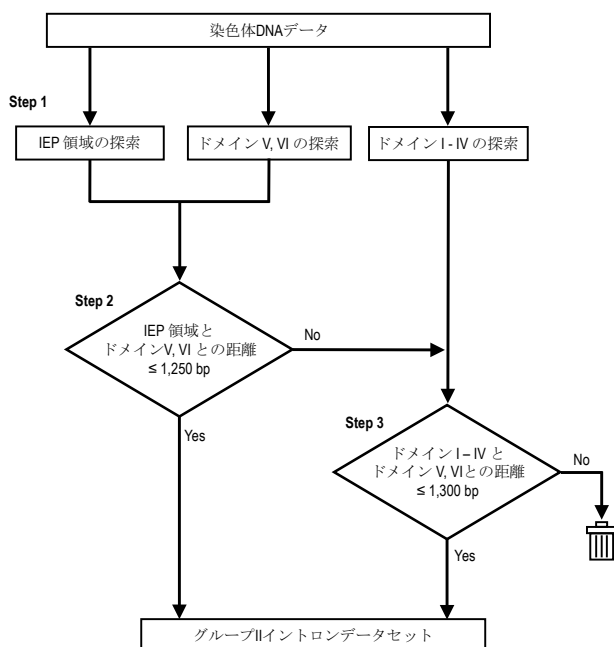 染色体DNAデータ
Step 1
IEP 領域の探索
ドメイン V, VI の探索
ドメイン I - IV の探索
Step 2
IEP 領域と
ドメインV, VI との距離
≤ 1,250 bp
No
Yes
Step 3
ドメイン I – IV と
ドメイン V, VIとの距離
≤ 1,300 bp
No
Yes
グループIIイントロンデータセット